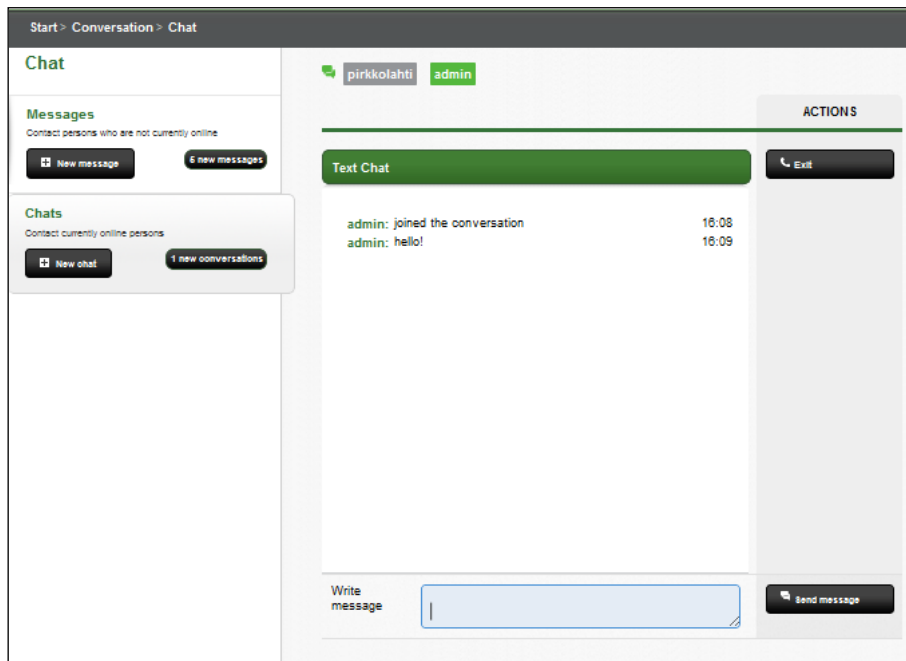 Start > Conversation > Chat
Chat
pirkkolahti admin
Messages
Contact persons who are not currently online
New message 6 new messages
Chats
Contact currently online persons
New chat 1 new conversations
ACTIONS
Text Chat
Exit
admin: joined the conversation 16:08
admin: hello! 16:09
Write
message
Send message